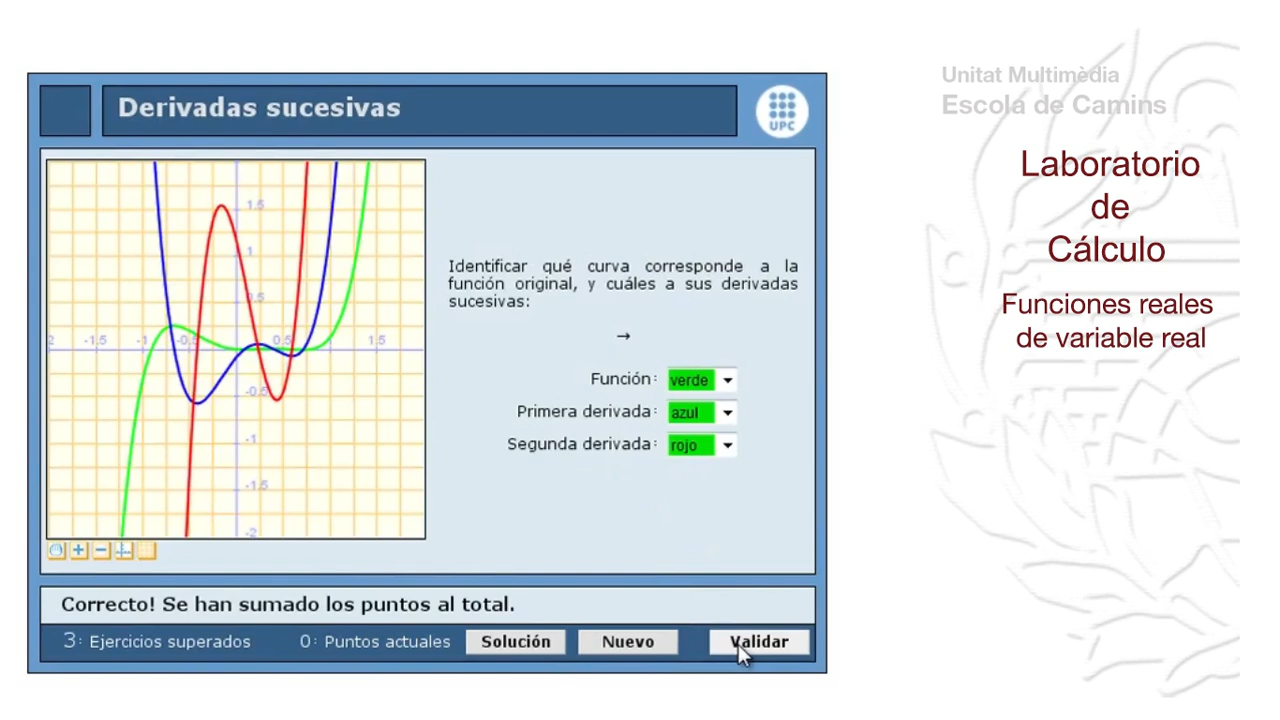 Unitat Multimèdia
Escola de Camins
Laboratorio
de
Cálculo
Funciones reales
de variable real
Derivadas sucesivas
UPC
1.5
1
0.5
2 -1.5 -1 -0.5 0.5 1.5
-0.5
-1
-1.5
-2
Identificar qué curva corresponde a la
función original, y cuáles a sus derivadas
sucesivas:
→
Función: verde
Primera derivada: azul
Segunda derivada: rojo
Correcto! Se han sumado los puntos al total.
3: Ejercicios superados 0: Puntos actuales Solución Nuevo Validar